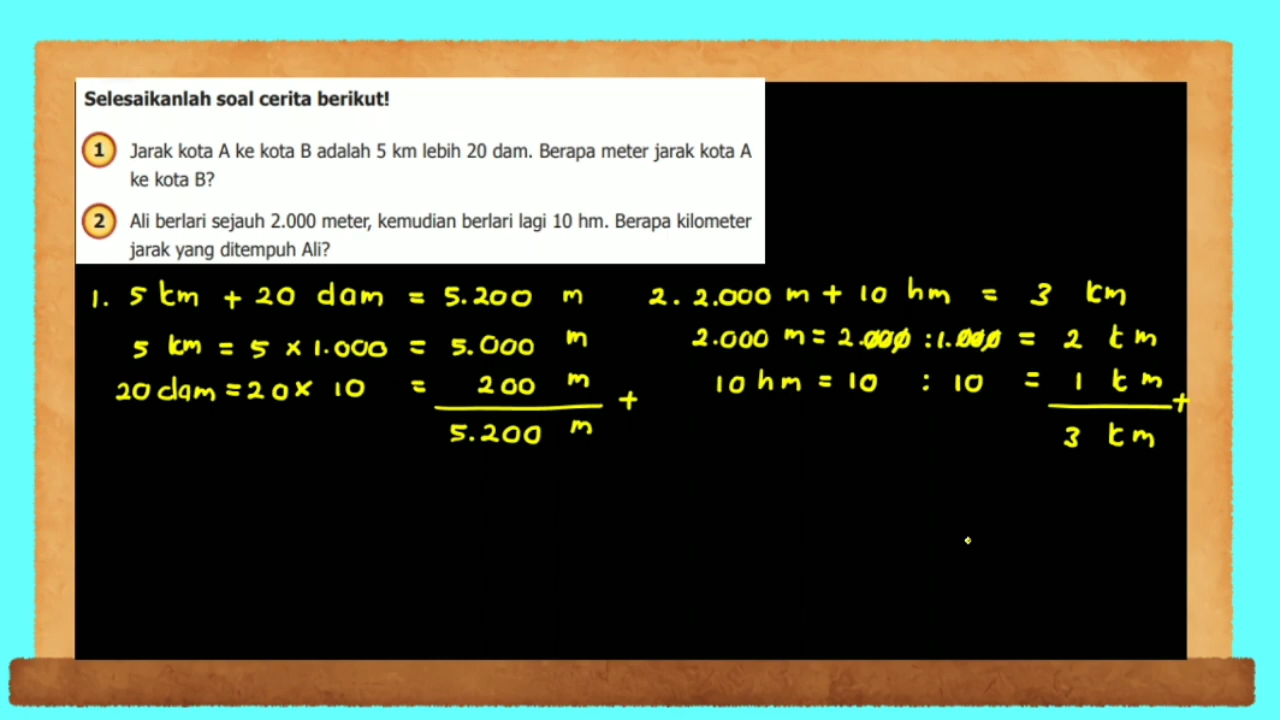 Selesaikanlah soal cerita berikut!
1 Jarak kota A ke kota B adalah 5 km lebih 20 dam. Berapa meter jarak kota A
ke kota B?
2 Ali berlari sejauh 2.000 meter, kemudian berlari lagi 10 hm. Berapa kilometer
jarak yang ditempuh Ali?
1. 5 km + 20 dam = 5.200 m
5 km = 5 x 1.000 = 5.000 m
20 dam = 20 x 10 = 200 m +
5.200 m
2. 2.000 m + 10 hm = 3 km
2.000 m = 2.000 : 1.000 = 2 km
10 hm = 10 : 10 = 1 km +
3 km